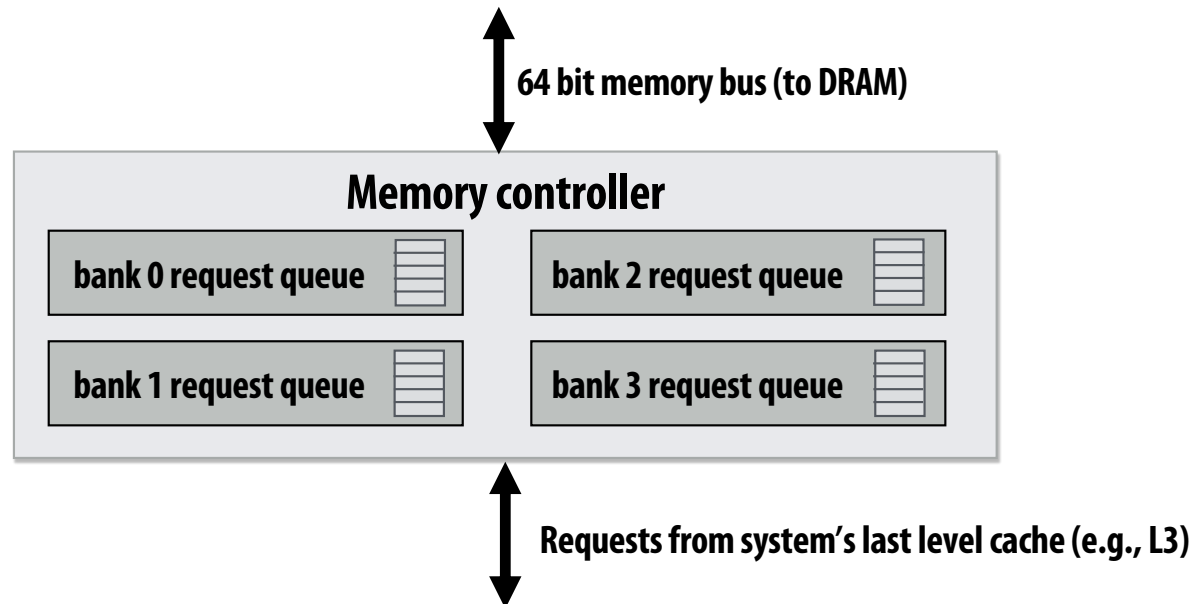 64 bit memory bus (to DRAM)
Memory controller
bank 0 request queue
bank 2 request queue
bank 1 request queue
bank 3 request queue
Requests from system’s last level cache (e.g., L3)